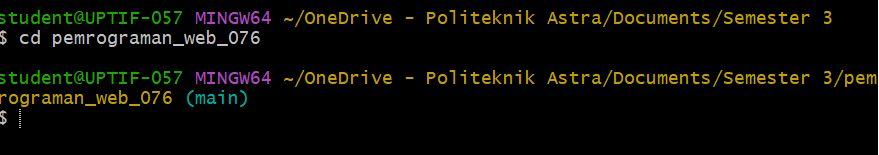 student@UPTIF-057 MINGW64 ~/OneDrive - Politeknik Astra/Documents/Semester 3
$ cd pemrograman_web_076
student@UPTIF-057 MINGW64 ~/OneDrive - Politeknik Astra/Documents/Semester 3/pem
rograman_web_076 (main)
$